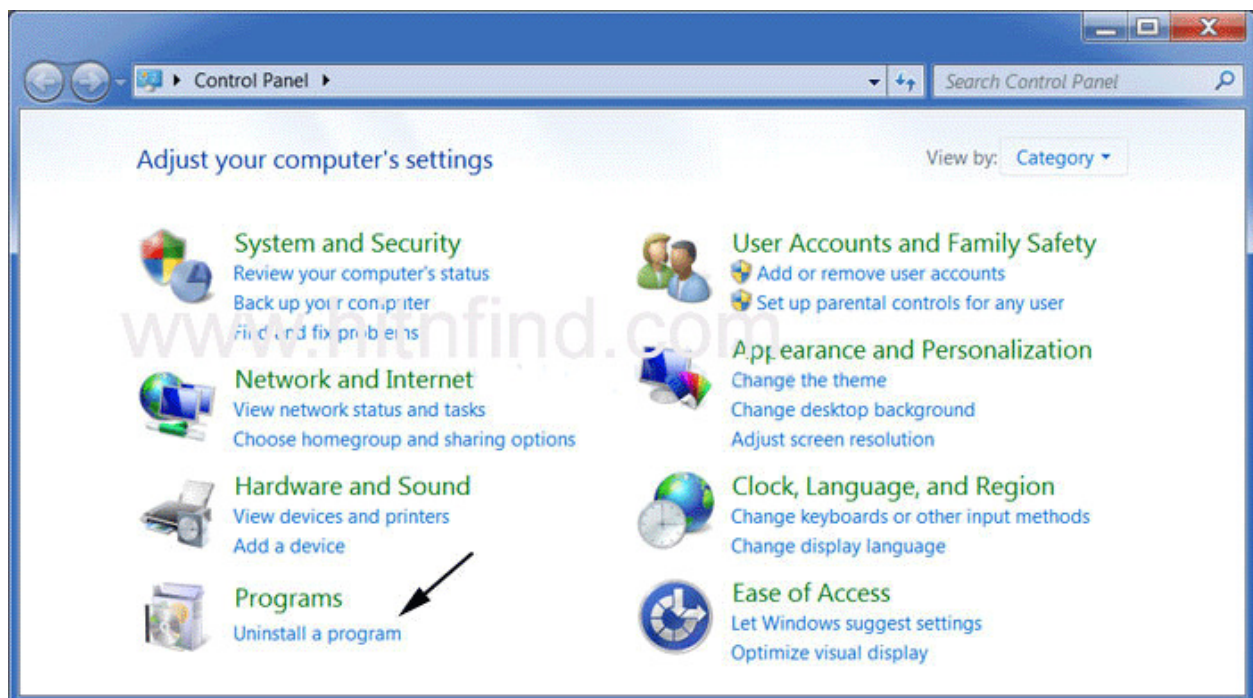 Control Panel
Search Control Panel
Adjust your computer's settings
View by: Category
System and Security
Review your computer's status
Back up your computer
Find and fix problems
Network and Internet
View network status and tasks
Choose homegroup and sharing options
Hardware and Sound
View devices and printers
Add a device
Programs
Uninstall a program
User Accounts and Family Safety
Add or remove user accounts
Set up parental controls for any user
Appearance and Personalization
Change the theme
Change desktop background
Adjust screen resolution
Clock, Language, and Region
Change keyboards or other input methods
Change display language
Ease of Access
Let Windows suggest settings
Optimize visual display
www.hitnfind.com